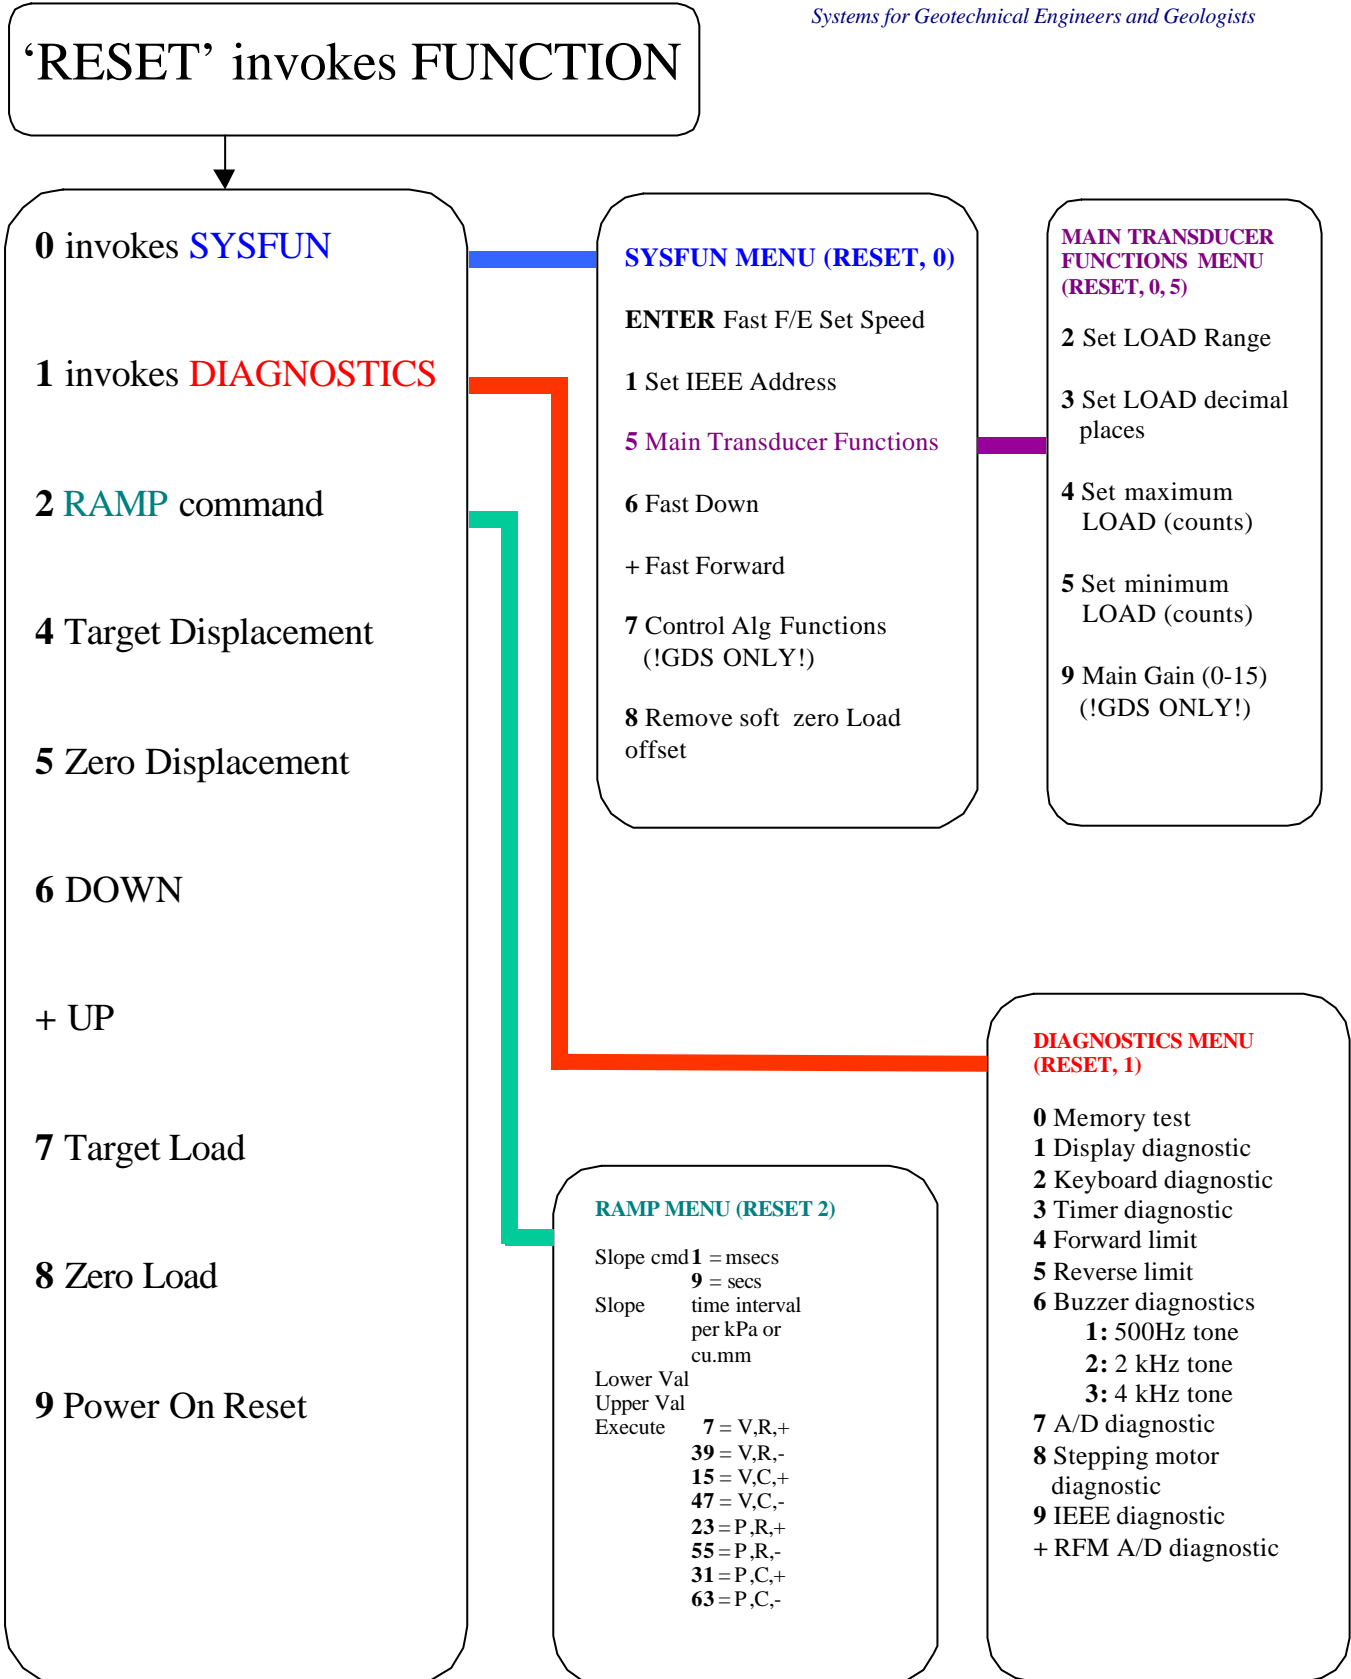 Systems for Geotechnical Engineers and Geologists
‘RESET’ invokes FUNCTION
0 invokes SYSFUN
1 invokes DIAGNOSTICS
2 RAMP command
4 Target Displacement
5 Zero Displacement
6 DOWN
+ UP
7 Target Load
8 Zero Load
9 Power On Reset
SYSFUN MENU (RESET, 0)
ENTER Fast F/E Set Speed
1 Set IEEE Address
5 Main Transducer Functions
6 Fast Down
+ Fast Forward
7 Control Alg Functions
(!GDS ONLY!)
8 Remove soft zero Load
offset
MAIN TRANSDUCER
FUNCTIONS MENU
(RESET, 0, 5)
2 Set LOAD Range
3 Set LOAD decimal
places
4 Set maximum
LOAD (counts)
5 Set minimum
LOAD (counts)
9 Main Gain (0-15)
(!GDS ONLY!)
RAMP MENU (RESET 2)
Slope cmd 1 = msecs
9 = secs
Slope time interval
per kPa or
cu.mm
Lower Val
Upper Val
Execute 7 = V,R,+
39 = V,R,-
15 = V,C,+
47 = V,C,-
23 = P,R,+
55 = P,R,-
31 = P,C,+
63 = P,C,-
DIAGNOSTICS MENU
(RESET, 1)
0 Memory test
1 Display diagnostic
2 Keyboard diagnostic
3 Timer diagnostic
4 Forward limit
5 Reverse limit
6 Buzzer diagnostics
1: 500Hz tone
2: 2 kHz tone
3: 4 kHz tone
7 A/D diagnostic
8 Stepping motor
diagnostic
9 IEEE diagnostic
+ RFM A/D diagnostic